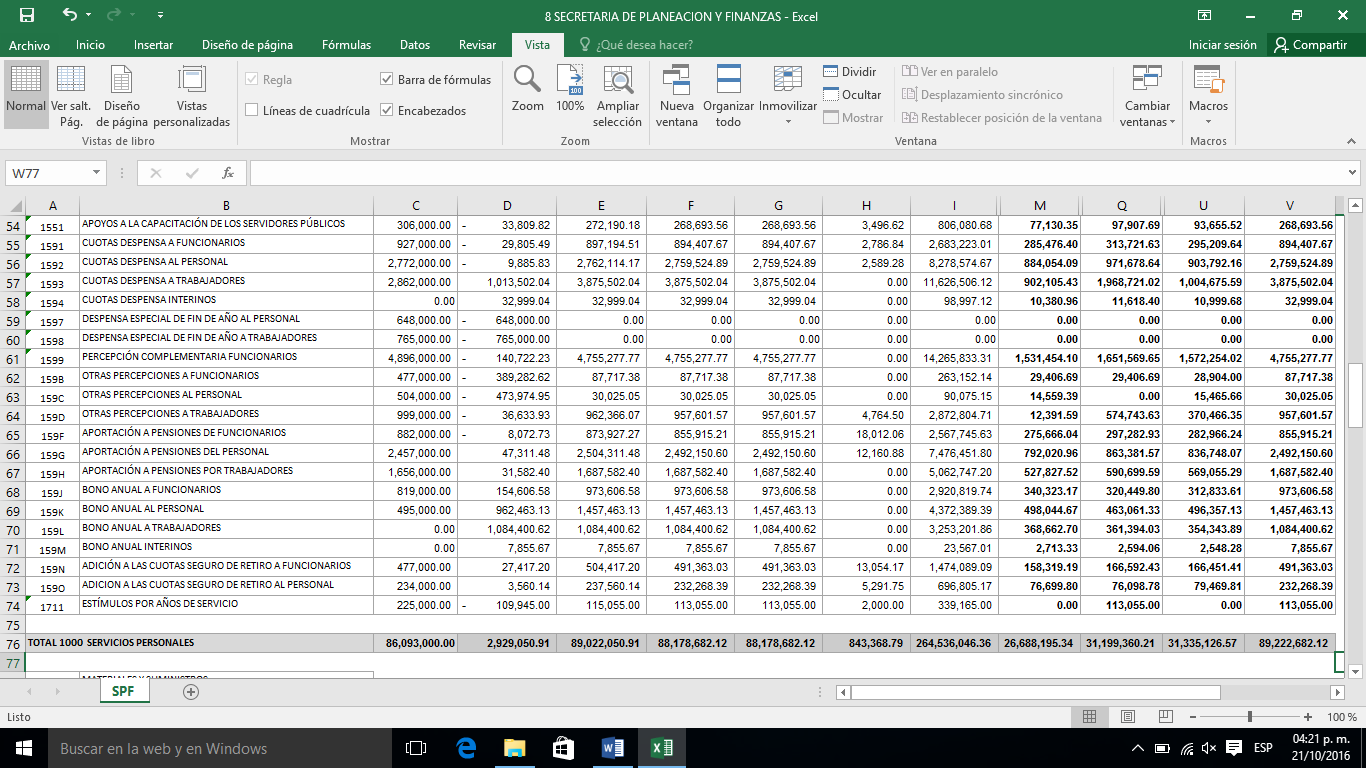 8 SECRETARIA DE PLANEACION Y FINANZAS - Excel
Archivo Inicio Insertar Diseño de página Fórmulas Datos Revisar Vista ¿Qué desea hacer? Iniciar sesión Compartir
Normal Ver salt. Pág. Diseño de página Vistas personalizadas
Vistas de libro
Regla Barra de fórmulas
Líneas de cuadrícula Encabezados
Mostrar
Zoom 100% Ampliar selección
Zoom
Nueva ventana Organizar todo Inmovilizar
Dividir Ver en paralelo
Ocultar Desplazamiento sincrónico
Mostrar Restablecer posición de la ventana
Ventana
Cambiar ventanas
Macros
Macros
W77 fx
A B C D E F G H I M Q U V
54 1551 APOYOS A LA CAPACITACIÓN DE LOS SERVIDORES PÚBLICOS 306,000.00 - 33,809.82 272,190.18 268,693.56 268,693.56 3,496.62 806,080.68 77,130.35 97,907.69 93,655.52 268,693.56
55 1591 CUOTAS DESPENSA A FUNCIONARIOS 927,000.00 - 29,805.49 897,194.51 894,407.67 894,407.67 2,786.84 2,683,223.01 285,476.40 313,721.63 295,209.64 894,407.67
56 1592 CUOTAS DESPENSA AL PERSONAL 2,772,000.00 - 9,885.83 2,762,114.17 2,759,524.89 2,759,524.89 2,589.28 8,278,574.67 884,054.09 971,678.64 903,792.16 2,759,524.89
57 1593 CUOTAS DESPENSA A TRABAJADORES 2,862,000.00 1,013,502.04 3,875,502.04 3,875,502.04 3,875,502.04 0.00 11,626,506.12 902,105.43 1,968,721.02 1,004,675.59 3,875,502.04
58 1594 CUOTAS DESPENSA INTERINOS 0.00 32,999.04 32,999.04 32,999.04 32,999.04 0.00 98,997.12 10,380.96 11,618.40 10,999.68 32,999.04
59 1597 DESPENSA ESPECIAL DE FIN DE AÑO AL PERSONAL 648,000.00 - 648,000.00 0.00 0.00 0.00 0.00 0.00 0.00 0.00 0.00 0.00
60 1598 DESPENSA ESPECIAL DE FIN DE AÑO A TRABAJADORES 765,000.00 - 765,000.00 0.00 0.00 0.00 0.00 0.00 0.00 0.00 0.00 0.00
61 1599 PERCEPCIÓN COMPLEMENTARIA FUNCIONARIOS 4,896,000.00 - 140,722.23 4,755,277.77 4,755,277.77 4,755,277.77 0.00 14,265,833.31 1,531,454.10 1,651,569.65 1,572,254.02 4,755,277.77
62 159B OTRAS PERCEPCIONES A FUNCIONARIOS 477,000.00 - 389,282.62 87,717.38 87,717.38 87,717.38 0.00 263,152.14 29,406.69 29,406.69 28,904.00 87,717.38
63 159C OTRAS PERCEPCIONES AL PERSONAL 504,000.00 - 473,974.95 30,025.05 30,025.05 30,025.05 0.00 90,075.15 14,559.39 0.00 15,465.66 30,025.05
64 159D OTRAS PERCEPCIONES A TRABAJADORES 999,000.00 - 36,633.93 962,366.07 957,601.57 957,601.57 4,764.50 2,872,804.71 12,391.59 574,743.63 370,466.35 957,601.57
65 159F APORTACIÓN A PENSIONES DE FUNCIONARIOS 882,000.00 - 8,072.73 873,927.27 855,915.21 855,915.21 18,012.06 2,567,745.63 275,666.04 297,282.93 282,966.24 855,915.21
66 159G APORTACIÓN A PENSIONES DEL PERSONAL 2,457,000.00 47,311.48 2,504,311.48 2,492,150.60 2,492,150.60 12,160.88 7,476,451.80 792,020.96 863,381.57 836,748.07 2,492,150.60
67 159H APORTACIÓN A PENSIONES POR TRABAJADORES 1,656,000.00 31,582.40 1,687,582.40 1,687,582.40 1,687,582.40 0.00 5,062,747.20 527,827.52 590,699.59 569,055.29 1,687,582.40
68 159J BONO ANUAL A FUNCIONARIOS 819,000.00 154,606.58 973,606.58 973,606.58 973,606.58 0.00 2,920,819.74 340,323.17 320,449.80 312,833.61 973,606.58
69 159K BONO ANUAL AL PERSONAL 495,000.00 962,463.13 1,457,463.13 1,457,463.13 1,457,463.13 0.00 4,372,389.39 498,044.67 463,061.33 496,357.13 1,457,463.13
70 159L BONO ANUAL A TRABAJADORES 0.00 1,084,400.62 1,084,400.62 1,084,400.62 1,084,400.62 0.00 3,253,201.86 368,662.70 361,394.03 354,343.89 1,084,400.62
71 159M BONO ANUAL INTERINOS 0.00 7,855.67 7,855.67 7,855.67 7,855.67 0.00 23,567.01 2,713.33 2,594.06 2,548.28 7,855.67
72 159N ADICIÓN A LAS CUOTAS SEGURO DE RETIRO A FUNCIONARIOS 477,000.00 27,417.20 504,417.20 491,363.03 491,363.03 13,054.17 1,474,089.09 158,319.19 166,592.43 166,451.41 491,363.03
73 159O ADICION A LAS CUOTAS SEGURO DE RETIRO AL PERSONAL 234,000.00 3,560.14 237,560.14 232,268.39 232,268.39 5,291.75 696,805.17 76,699.80 76,098.78 79,469.81 232,268.39
74 1711 ESTÍMULOS POR AÑOS DE SERVICIO 225,000.00 - 109,945.00 115,055.00 113,055.00 113,055.00 2,000.00 339,165.00 0.00 113,055.00 0.00 113,055.00
75
76 TOTAL 1000 SERVICIOS PERSONALES 86,093,000.00 2,929,050.91 89,022,050.91 88,178,682.12 88,178,682.12 843,368.79 264,536,046.36 26,688,195.34 31,199,360.21 31,335,126.57 89,222,682.12
77
SPF
Listo 100 %
Buscar en la web y en Windows ESP 04:21 p. m.
21/10/2016